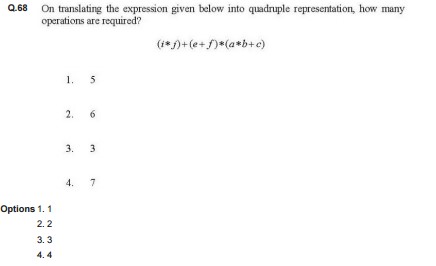 Q.68 On translating the expression given below into quadruple representation, how many
operations are required?
(i*j)+(e+f)*(a*b+c)
1. 5
2. 6
3. 3
4. 7
Options 1. 1
2. 2
3. 3
4. 4